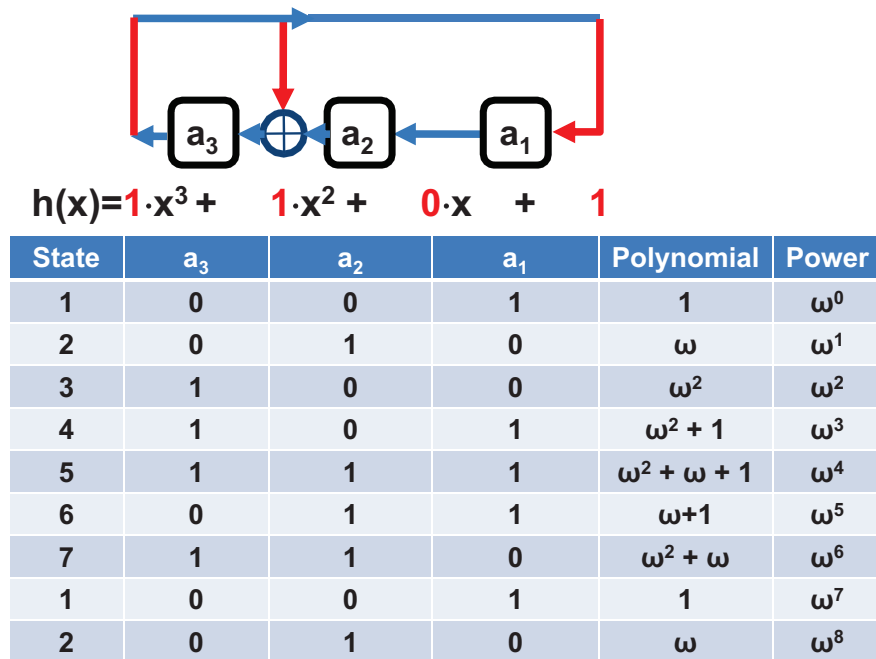 a₃ ⊕ a₂ a₁
h(x)=1·x³ + 1·x² + 0·x + 1
State a₃ a₂ a₁ Polynomial Power
1 0 0 1 1 ω⁰
2 0 1 0 ω ω¹
3 1 0 0 ω² ω²
4 1 0 1 ω² + 1 ω³
5 1 1 1 ω² + ω + 1 ω⁴
6 0 1 1 ω+1 ω⁵
7 1 1 0 ω² + ω ω⁶
1 0 0 1 1 ω⁷
2 0 1 0 ω ω⁸